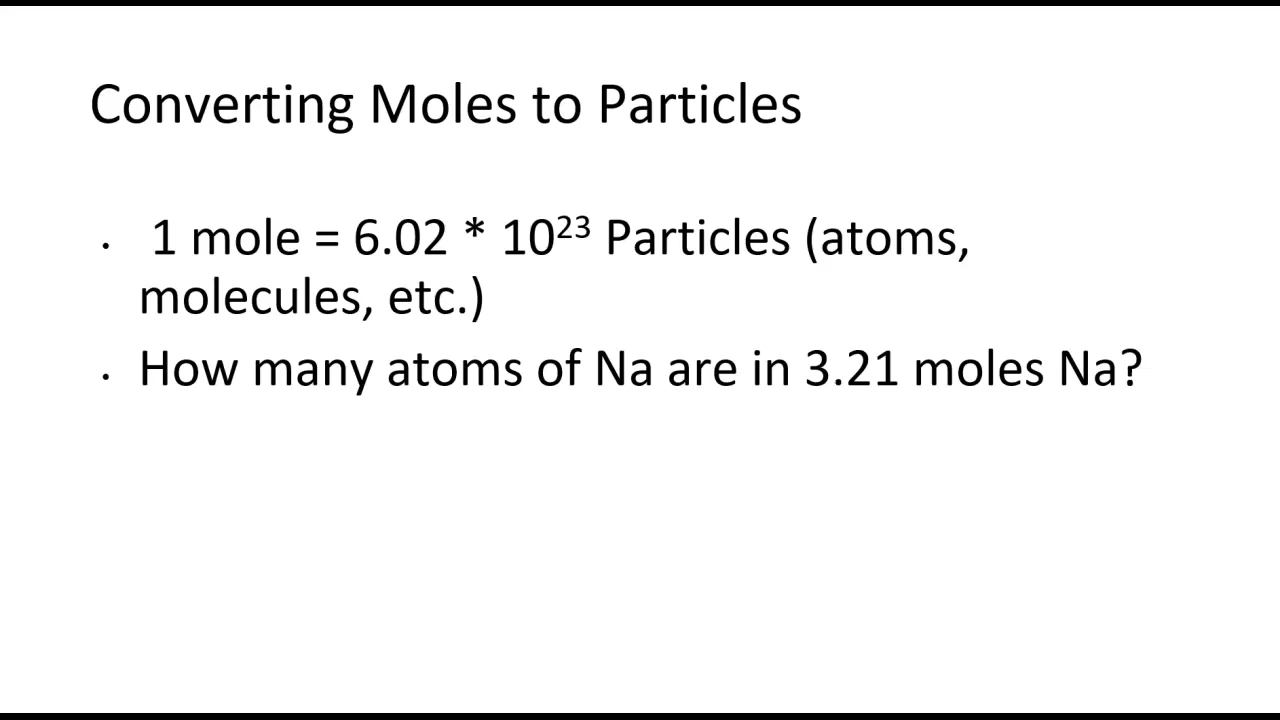 Converting Moles to Particles
• 1 mole = 6.02 * 10²³ Particles (atoms,
molecules, etc.)
• How many atoms of Na are in 3.21 moles Na?